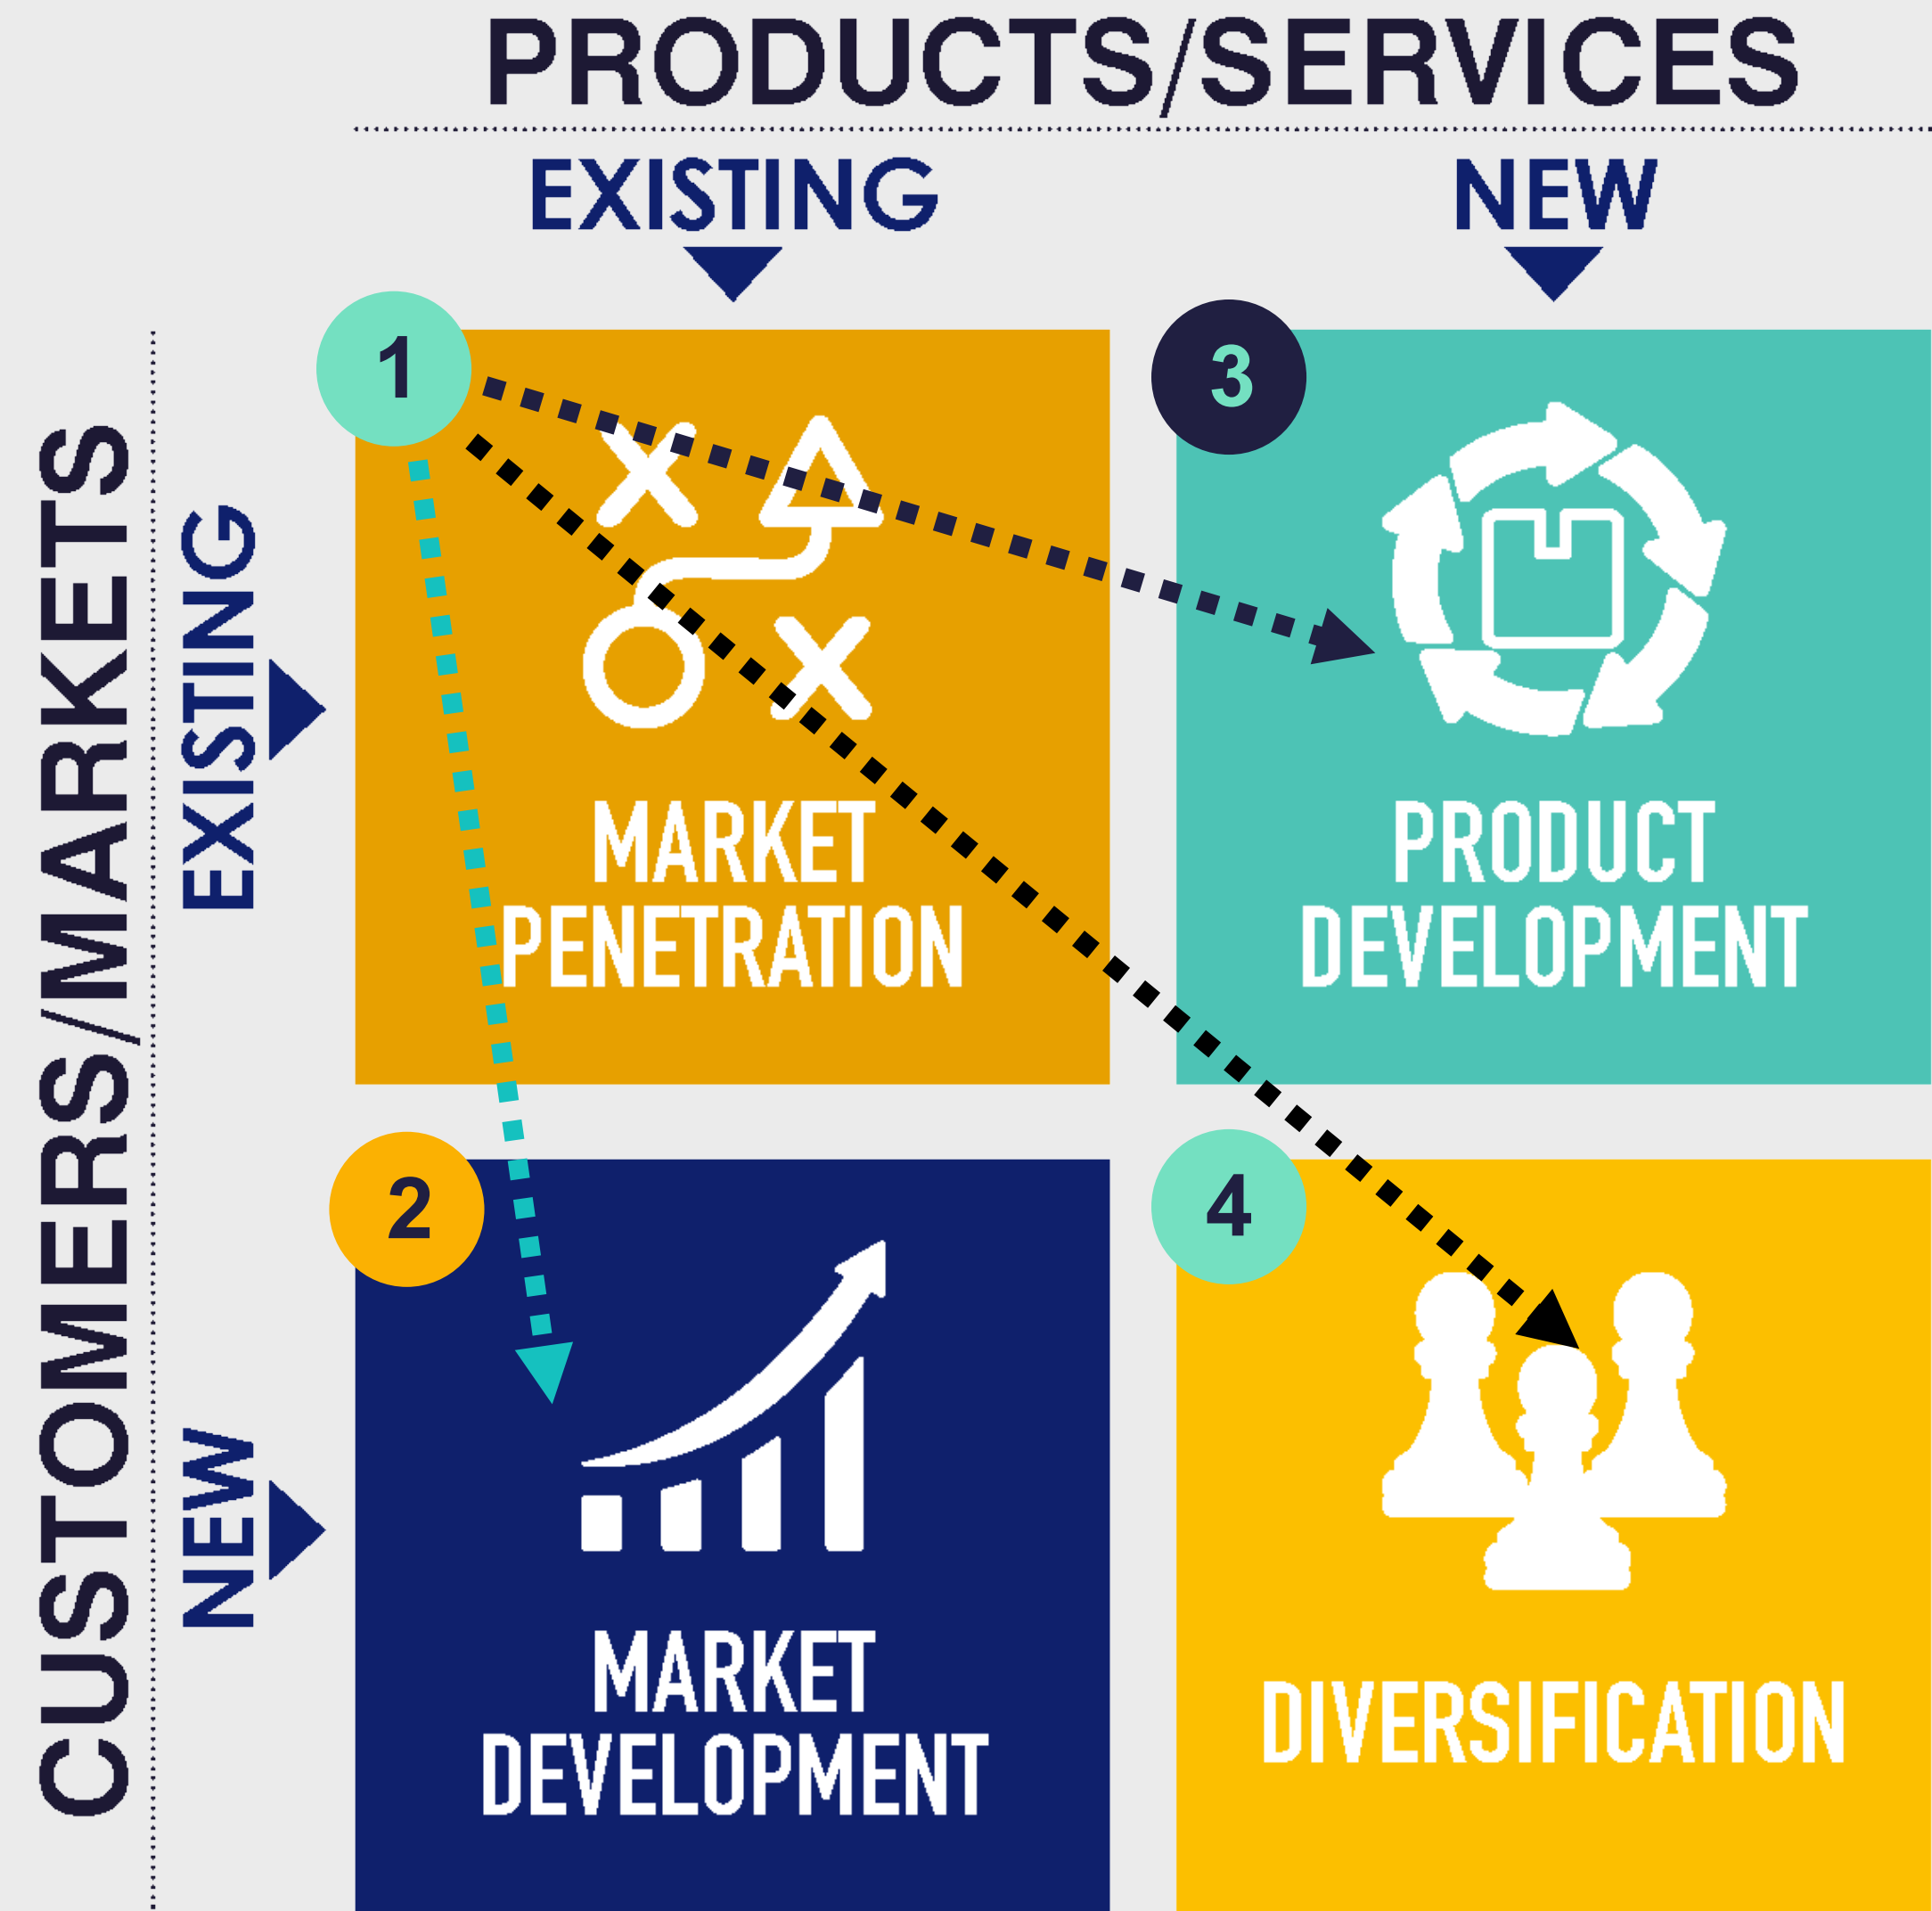 PRODUCTS/SERVICES
EXISTING
NEW
CUSTOMERS/MARKETS
EXISTING
NEW
1
MARKET
PENETRATION
3
PRODUCT
DEVELOPMENT
2
MARKET
DEVELOPMENT
4
DIVERSIFICATION